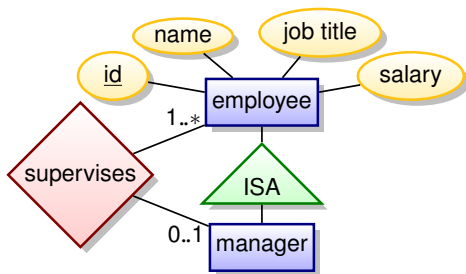 name
job title
id
salary
employee
1..*
supervises
ISA
0..1
manager